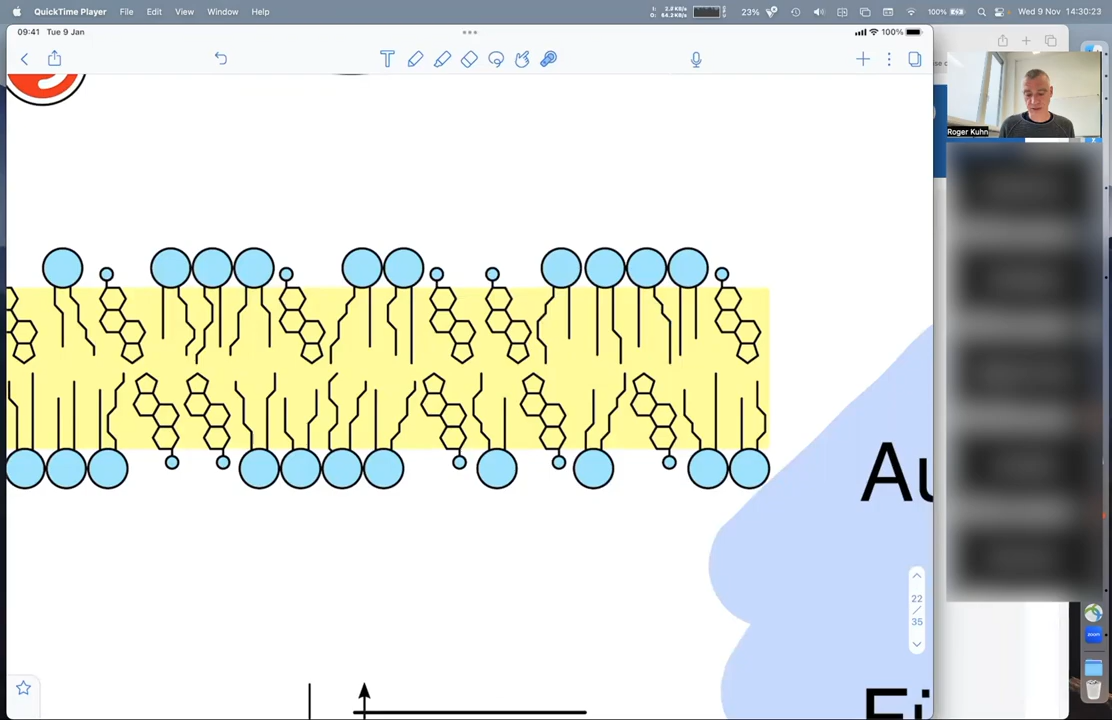 QuickTime Player File Edit View Window Help
23%
100%
Wed 9 Nov 14:30:23
09:41 Tue 9 Jan
100%
T
Roger Kuhn
Au
22
/
35
zoom